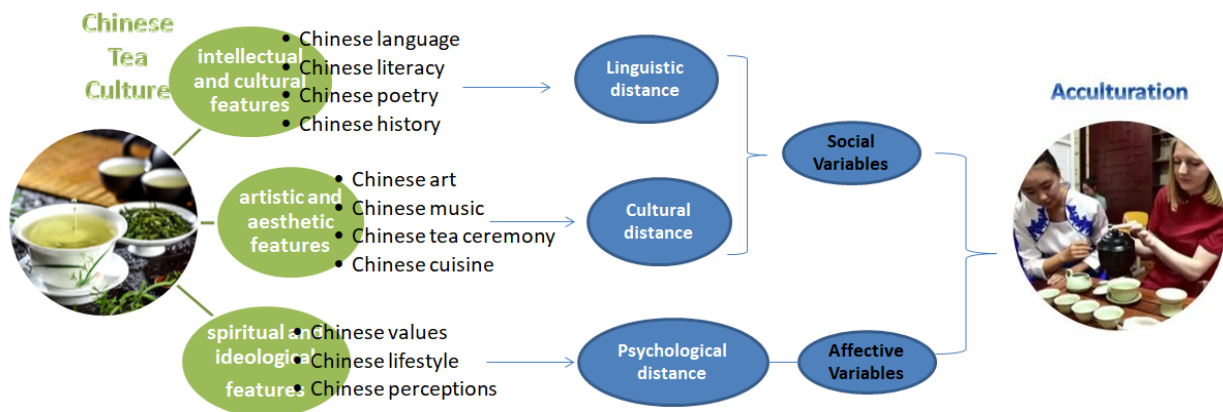 Chinese
Tea
Culture
intellectual
and cultural
features
• Chinese language
• Chinese literacy
• Chinese poetry
• Chinese history
artistic and
aesthetic
features
• Chinese art
• Chinese music
• Chinese tea ceremony
• Chinese cuisine
spiritual and
ideological
features
• Chinese values
• Chinese lifestyle
• Chinese perceptions
Linguistic
distance
Cultural
distance
Psychological
distance
Social
Variables
Affective
Variables
Acculturation